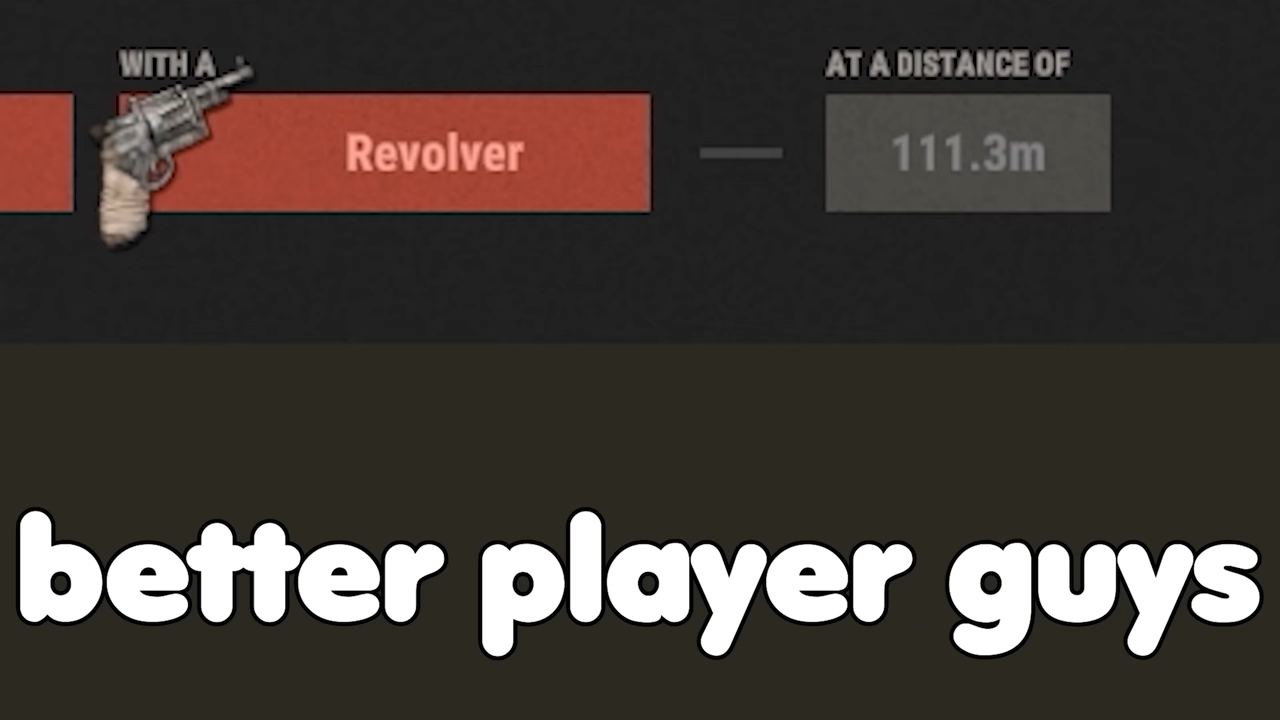 WITH A
AT A DISTANCE OF
Revolver
111.3m
better player guys